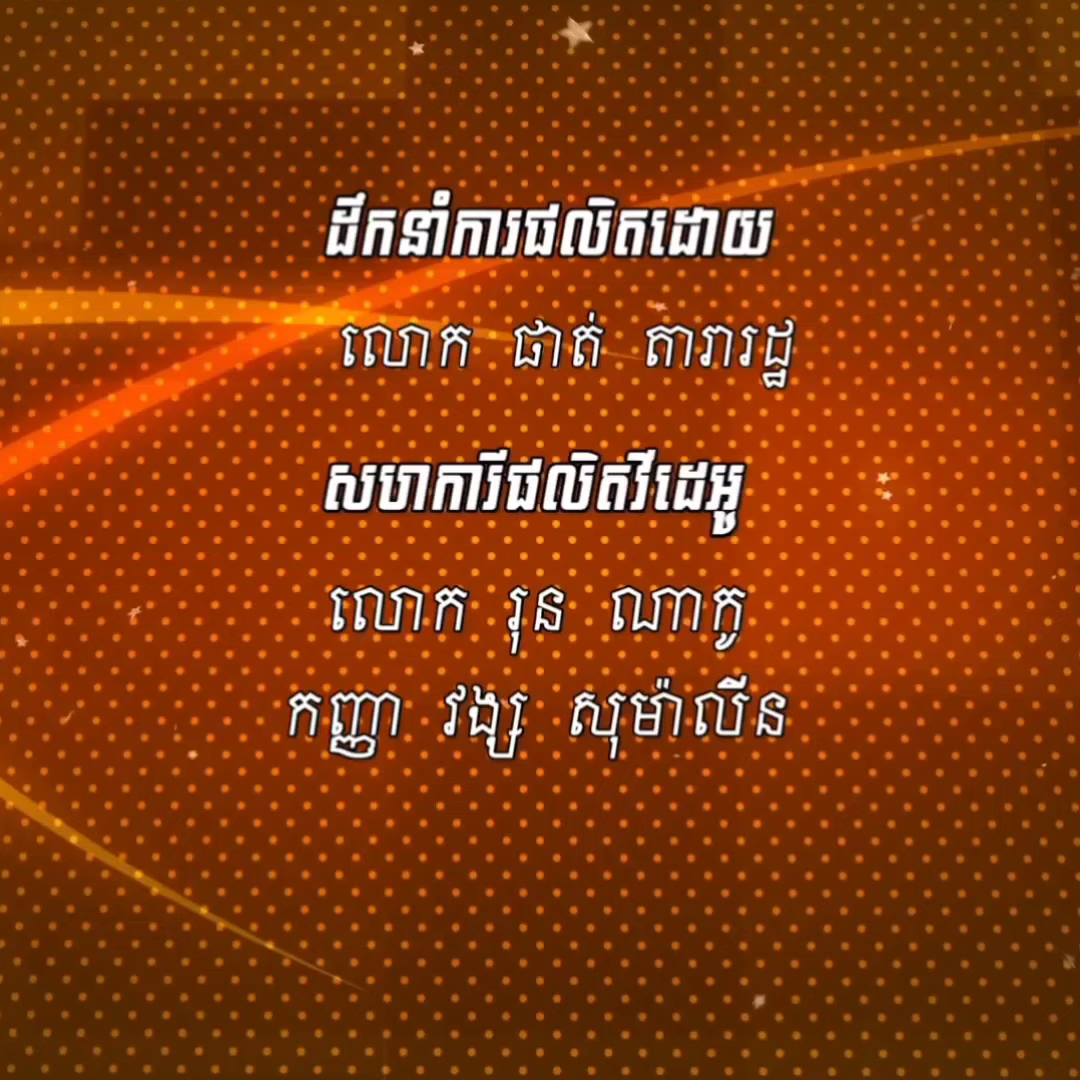 ដឹកនាំការផលិតដោយ
លោក ផាត់ តារារដ្ឋ
សហការីផលិតវីដេអូ
លោក រុន ណាកូ
កញ្ញា វង្ស សុម៉ាលីន